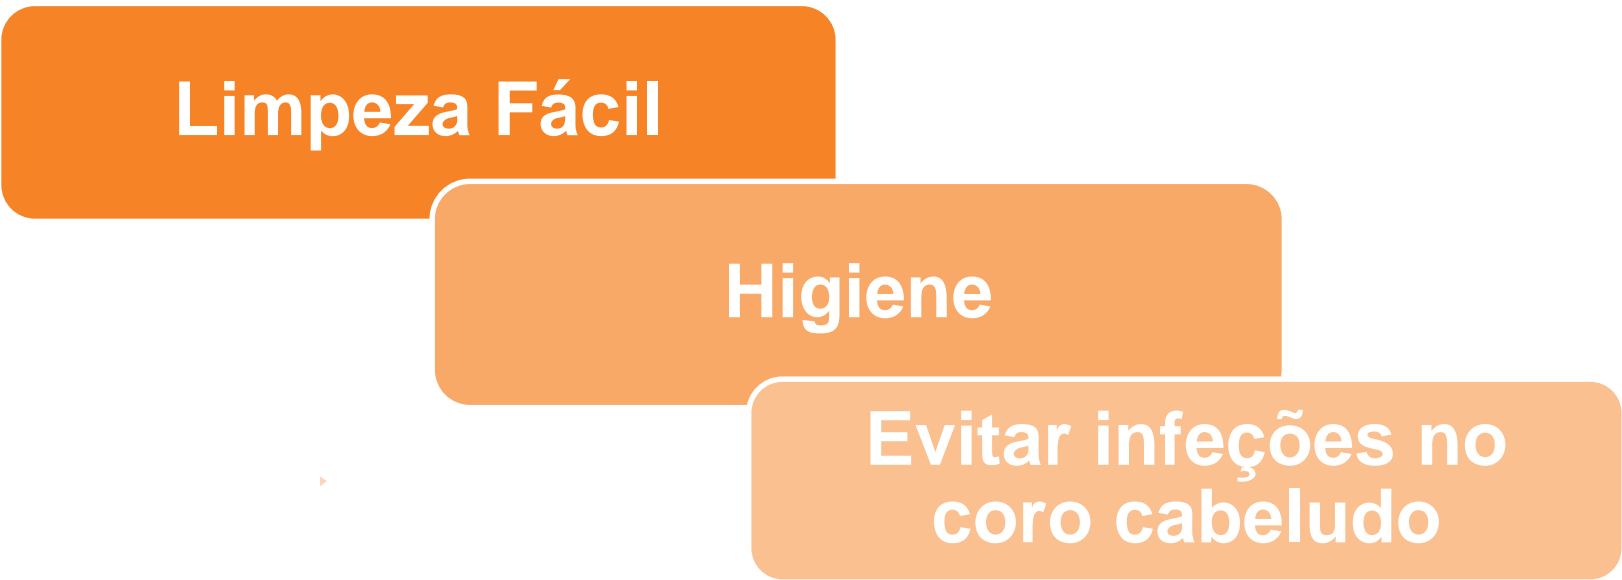 Limpeza Fácil
Higiene
Evitar infeções no
coro cabeludo